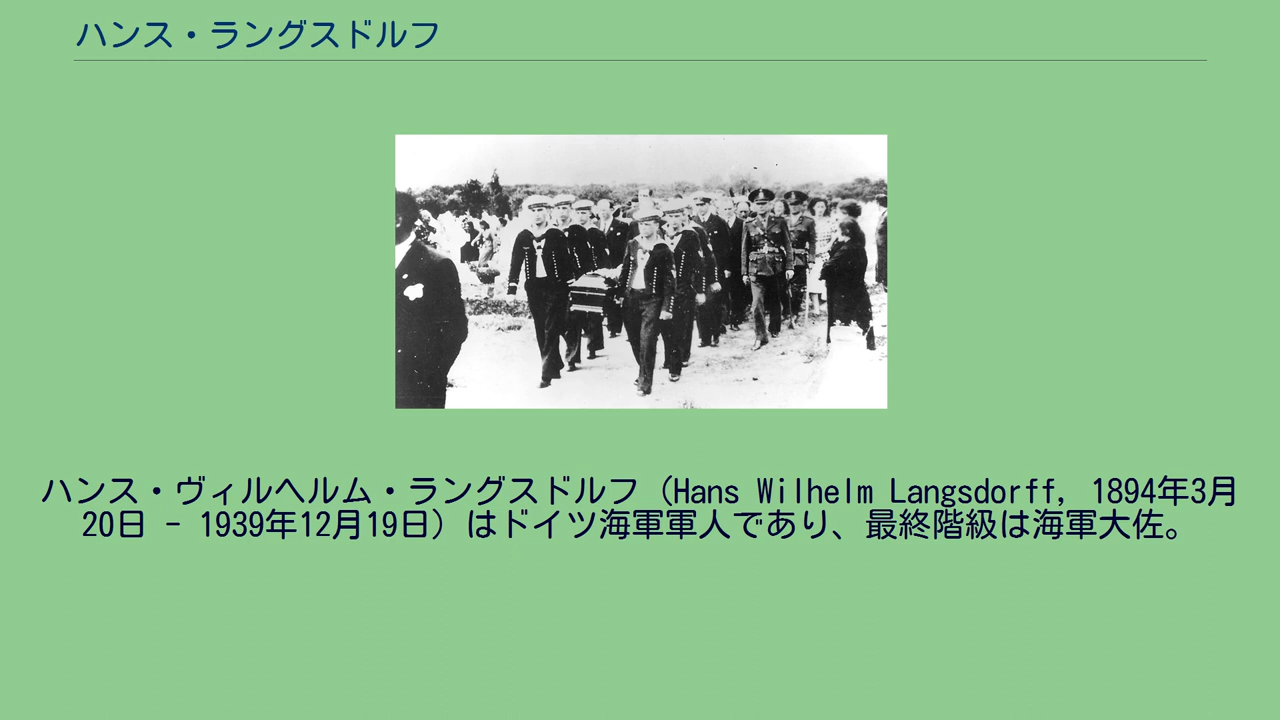 ハンス・ラングスドルフ
ハンス・ヴィルヘルム・ラングスドルフ（Hans Wilhelm Langsdorff, 1894年3月
20日 - 1939年12月19日）はドイツ海軍軍人であり、最終階級は海軍大佐。